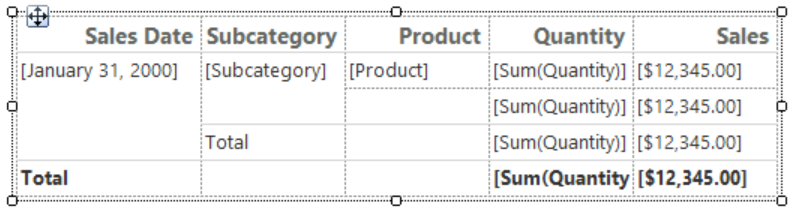 Sales Date Subcategory Product Quantity Sales
[January 31, 2000] [Subcategory] [Product] [Sum(Quantity)] [$12,345.00]
[Sum(Quantity)] [$12,345.00]
Total [Sum(Quantity)] [$12,345.00]
Total [Sum(Quantity [$12,345.00]